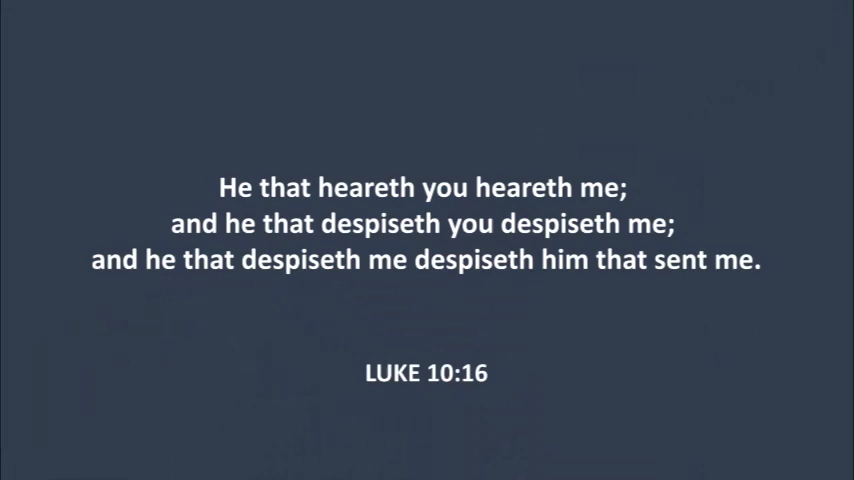 He that heareth you heareth me;
and he that despiseth you despiseth me;
and he that despiseth me despiseth him that sent me.
LUKE 10:16